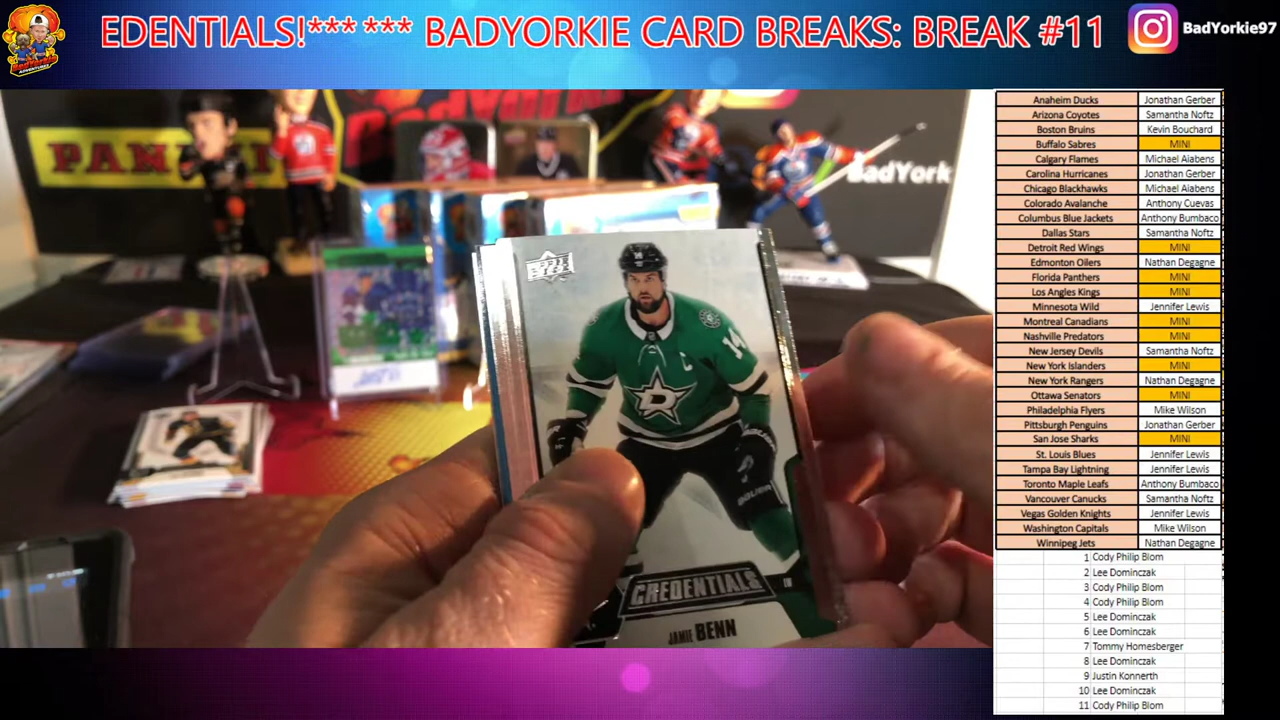 EDENTIALS!*** *** BADYORKIE CARD BREAKS: BREAK #11
BadYorkie97
PANINI
BadYork
UPPER DECK
14
C
D
CREDENTIALS
LW
JAMIE BENN
Anaheim Ducks Jonathan Gerber
Arizona Coyotes Samantha Noftz
Boston Bruins Kevin Bouchard
Buffalo Sabres MINI
Calgary Flames Michael Aiabens
Carolina Hurricanes Jonathan Gerber
Chicago Blackhawks Michael Aiabens
Colorado Avalanche Anthony Cuevas
Columbus Blue Jackets Anthony Bumbaco
Dallas Stars Samantha Noftz
Detroit Red Wings MINI
Edmonton Oilers Nathan Degagne
Florida Panthers MINI
Los Angles Kings MINI
Minnesota Wild Jennifer Lewis
Montreal Canadians MINI
Nashville Predators MINI
New Jersey Devils Samantha Noftz
New York Islanders MINI
New York Rangers Nathan Degagne
Ottawa Senators MINI
Philadelphia Flyers Mike Wilson
Pittsburgh Penguins Jonathan Gerber
San Jose Sharks MINI
St. Louis Blues Jennifer Lewis
Tampa Bay Lightning Jennifer Lewis
Toronto Maple Leafs Anthony Bumbaco
Vancouver Canucks Samantha Noftz
Vegas Golden Knights Jennifer Lewis
Washington Capitals Mike Wilson
Winnipeg Jets Nathan Degagne
1 Cody Philip Blom
2 Lee Dominczak
3 Cody Philip Blom
4 Cody Philip Blom
5 Lee Dominczak
6 Lee Dominczak
7 Tommy Homesberger
8 Lee Dominczak
9 Justin Konnerth
10 Lee Dominczak
11 Cody Philip Blom